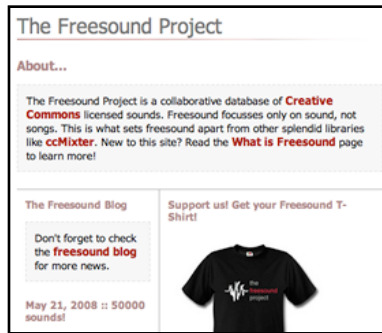 The Freesound Project
About...
The Freesound Project is a collaborative database of Creative
Commons licensed sounds. Freesound focusses only on sound, not
songs. This is what sets freesound apart from other splendid libraries
like ccMixter. New to this site? Read the What is Freesound page
to learn more!
The Freesound Blog
Don't forget to check
the freesound blog
for more news.
May 21, 2008 :: 50000
sounds!
Support us! Get your Freesound T-
Shirt!
the
freesound
project